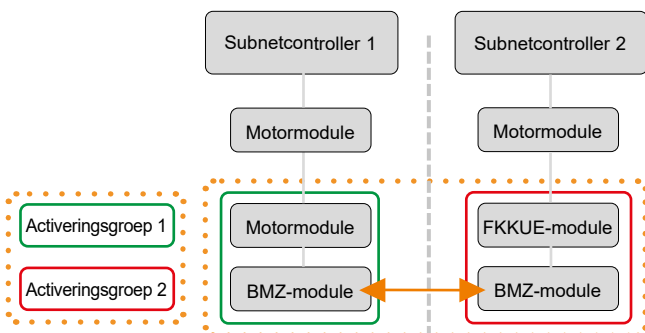 Subnetcontroller 1
Subnetcontroller 2
Motormodule
Motormodule
Activeringsgroep 1
Motormodule
FKKUE-module
Activeringsgroep 2
BMZ-module
BMZ-module